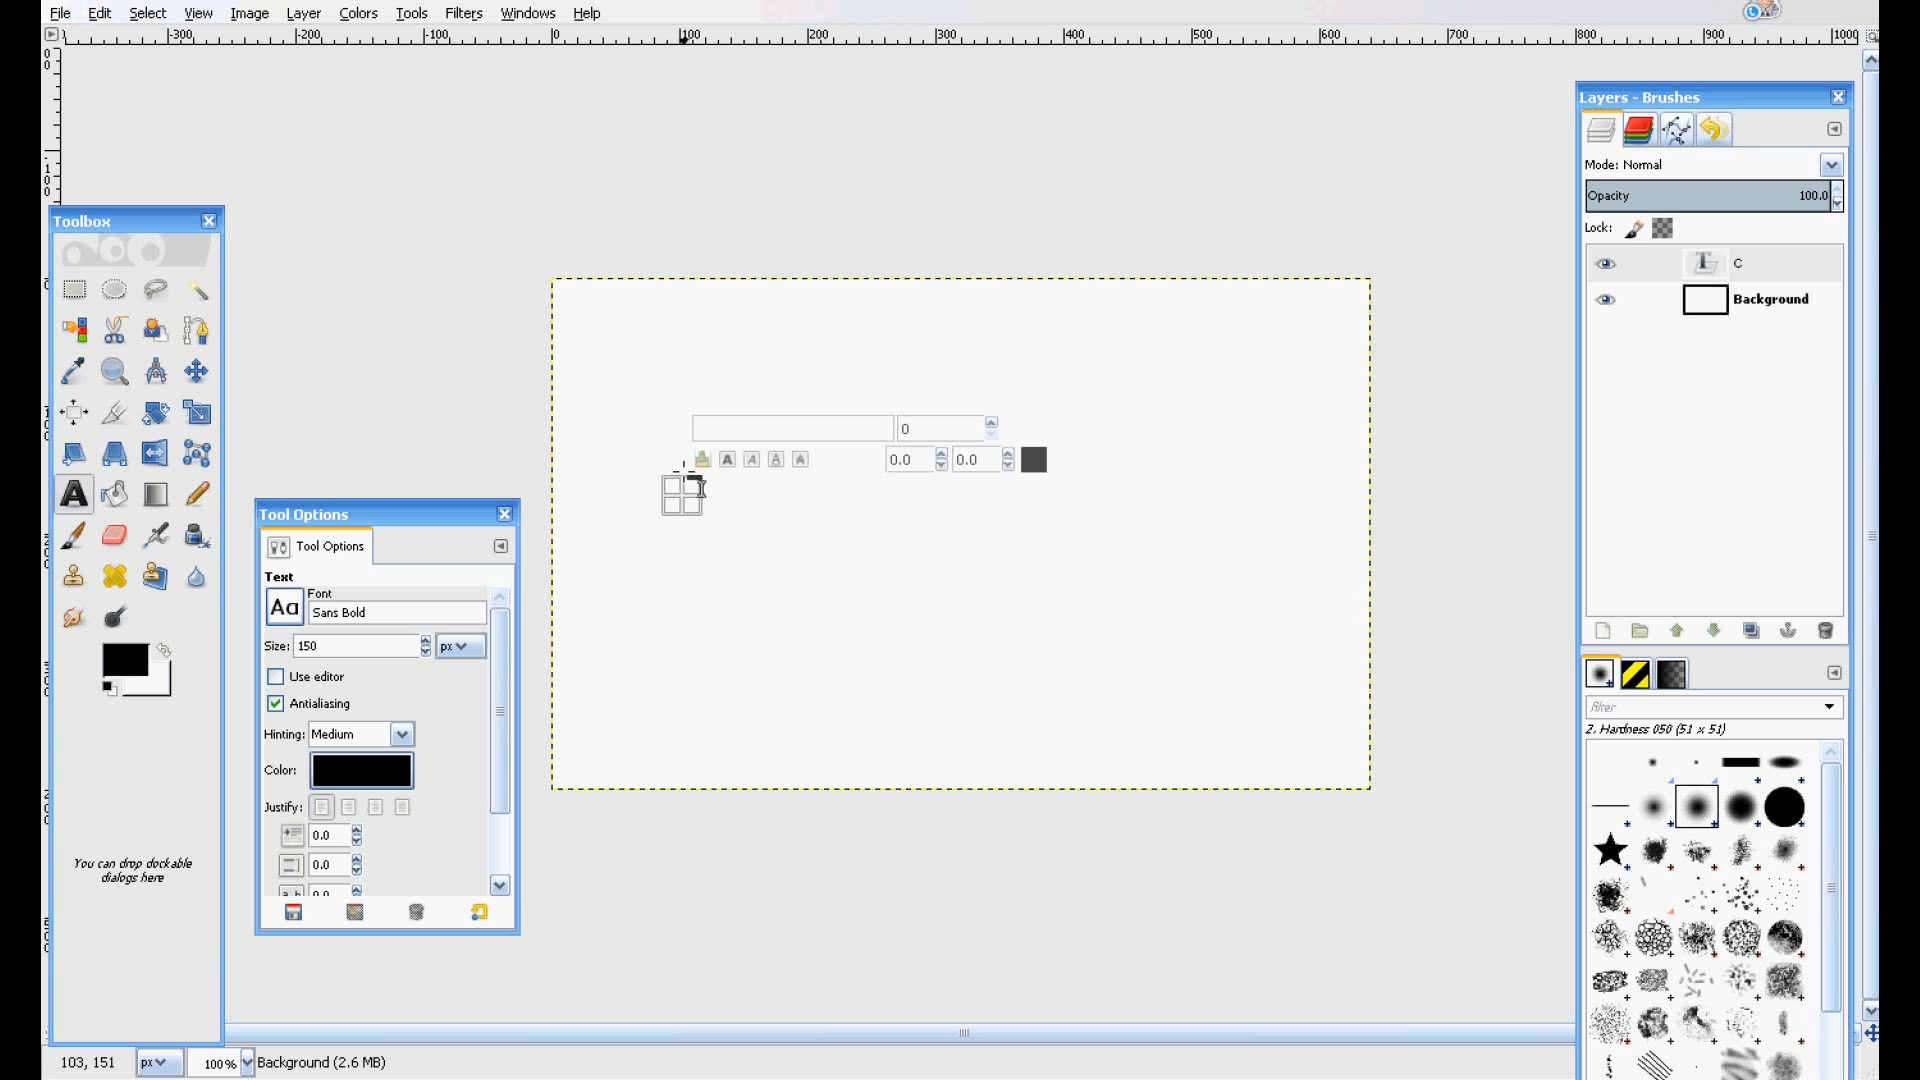 File Edit Select View Image Layer Colors Tools Filters Windows Help
-300 -200 -100 0 100 200 300 400 500 600 700 800 900 1000
Layers - Brushes
Mode: Normal
Opacity 100.0
Lock:
C
Background
Toolbox
0
0.0 0.0
Tool Options
Tool Options
Text
Font
Aa Sans Bold
Size: 150 px
Use editor
Antialiasing
Hinting: Medium
Color:
Justify:
0.0
0.0
0.0
You can drop dockable
dialogs here
filter
2. Hardness 050 (51 x 51)
103, 151 px 100% Background (2.6 MB)